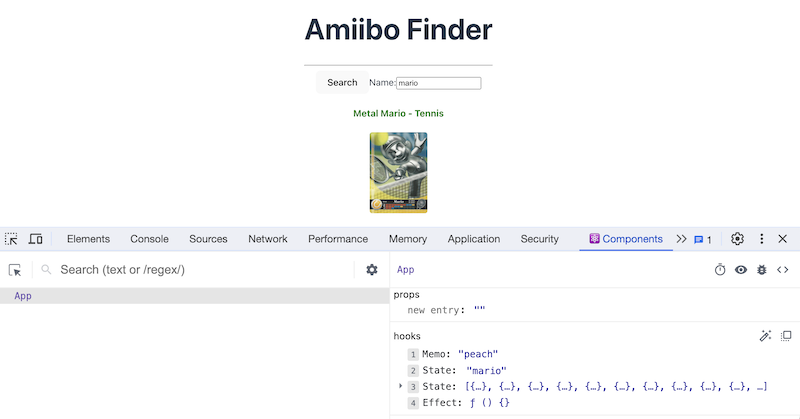 Amiibo Finder
Search Name: mario
Metal Mario - Tennis
Mario
Elements Console Sources Network Performance Memory Application Security Components 1
Search (text or /regex/) App
App
props
new entry: ""
hooks
1 Memo: "peach"
2 State: "mario"
3 State: [{…}, {…}, {…}, {…}, {…}, {…}, {…}, {…}, {…}, {…}, …]
4 Effect: ƒ () {}